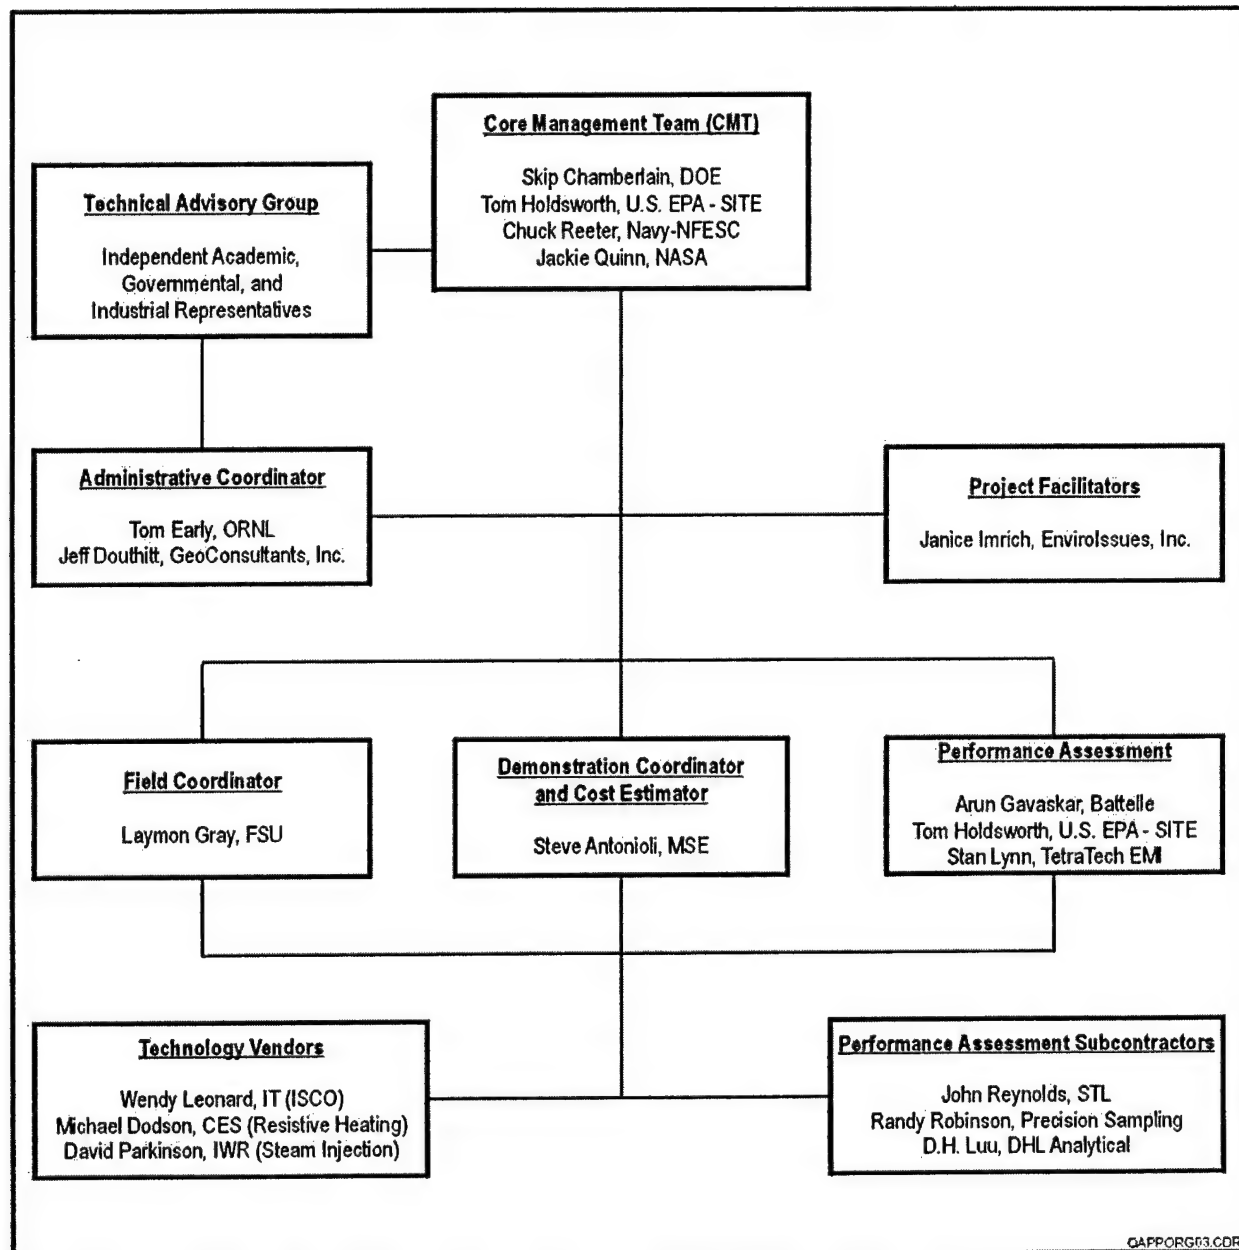 Core Management Team (CMT)
Skip Chamberlain, DOE
Tom Holdsworth, U.S. EPA - SITE
Chuck Reeter, Navy-NFESC
Jackie Quinn, NASA
Technical Advisory Group
Independent Academic,
Governmental, and
Industrial Representatives
Administrative Coordinator
Tom Early, ORNL
Jeff Douthitt, GeoConsultants, Inc.
Project Facilitators
Janice Imrich, EnviroIssues, Inc.
Field Coordinator
Laymon Gray, FSU
Demonstration Coordinator
and Cost Estimator
Steve Antonioli, MSE
Performance Assessment
Arun Gavaskar, Battelle
Tom Holdsworth, U.S. EPA - SITE
Stan Lynn, TetraTech EMI
Technology Vendors
Wendy Leonard, IT (ISCO)
Michael Dodson, CES (Resistive Heating)
David Parkinson, IWR (Steam Injection)
Performance Assessment Subcontractors
John Reynolds, STL
Randy Robinson, Precision Sampling
D.H. Luu, DHL Analytical
QAPPORG03.CDR